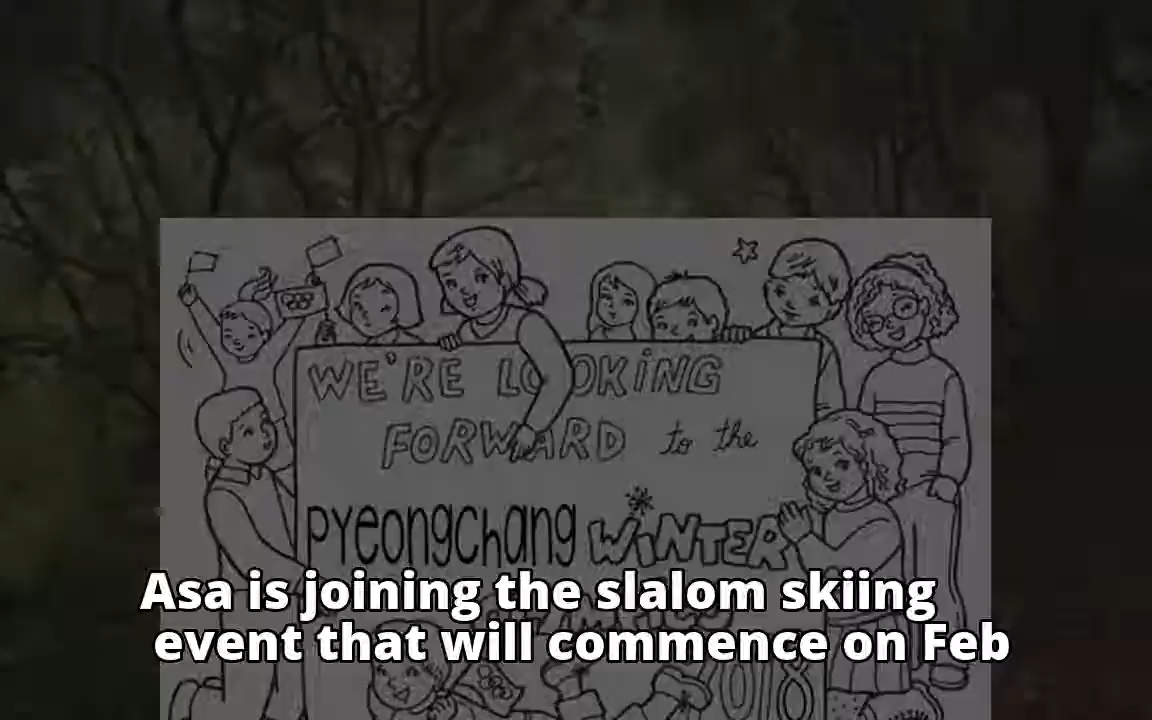 WE'RE LOOKING
FORWARD to the
PYEONGCHANG WINTER
Asa is joining the slalom skiing
event that will commence on Feb
2018